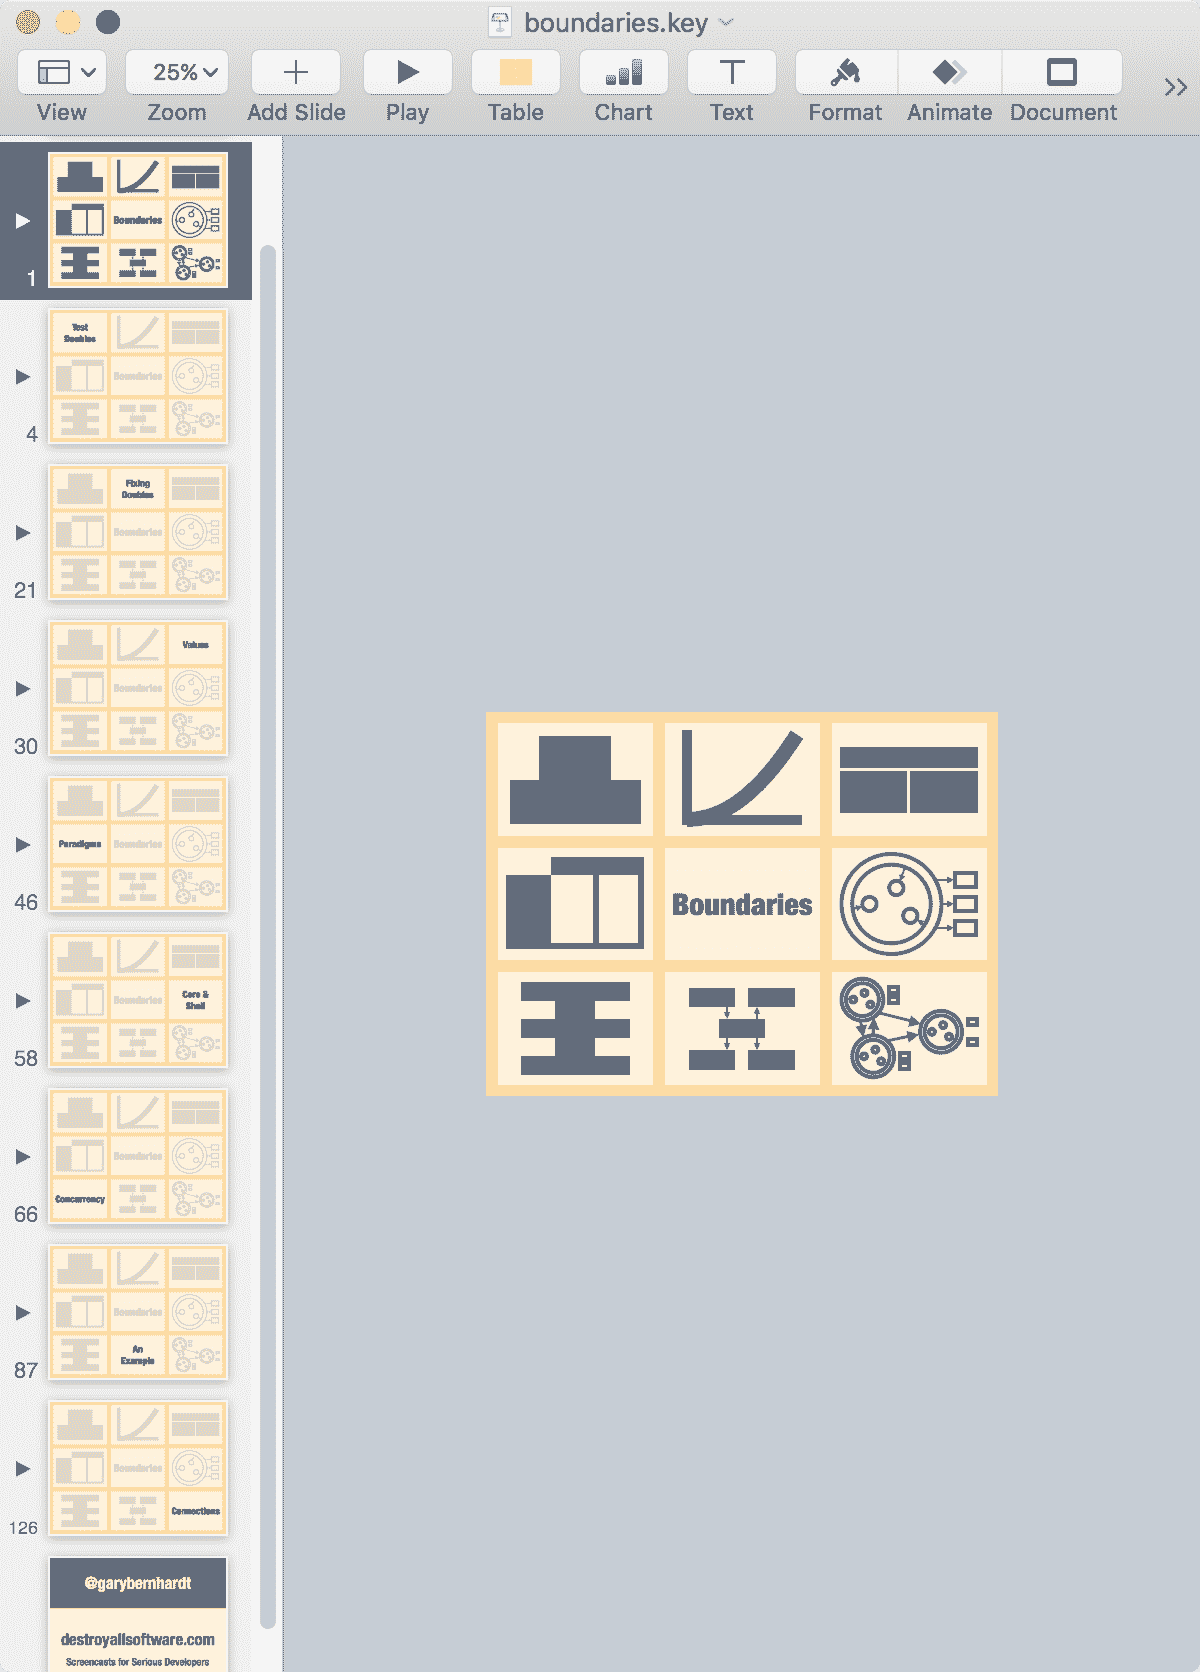 boundaries.key
25%
View
Zoom
Add Slide
Play
Table
Chart
Text
Format
Animate
Document
Boundaries
1
Test
Doubles
Boundaries
4
Fixing
Doubles
Boundaries
21
Values
Boundaries
30
Paradigms
Boundaries
46
Boundaries
Core &
Shell
58
Boundaries
Concurrency
66
Boundaries
An
Example
87
Boundaries
Connections
126
@garybernhardt
destroyallsoftware.com
Screencasts for Serious Developers
Boundaries